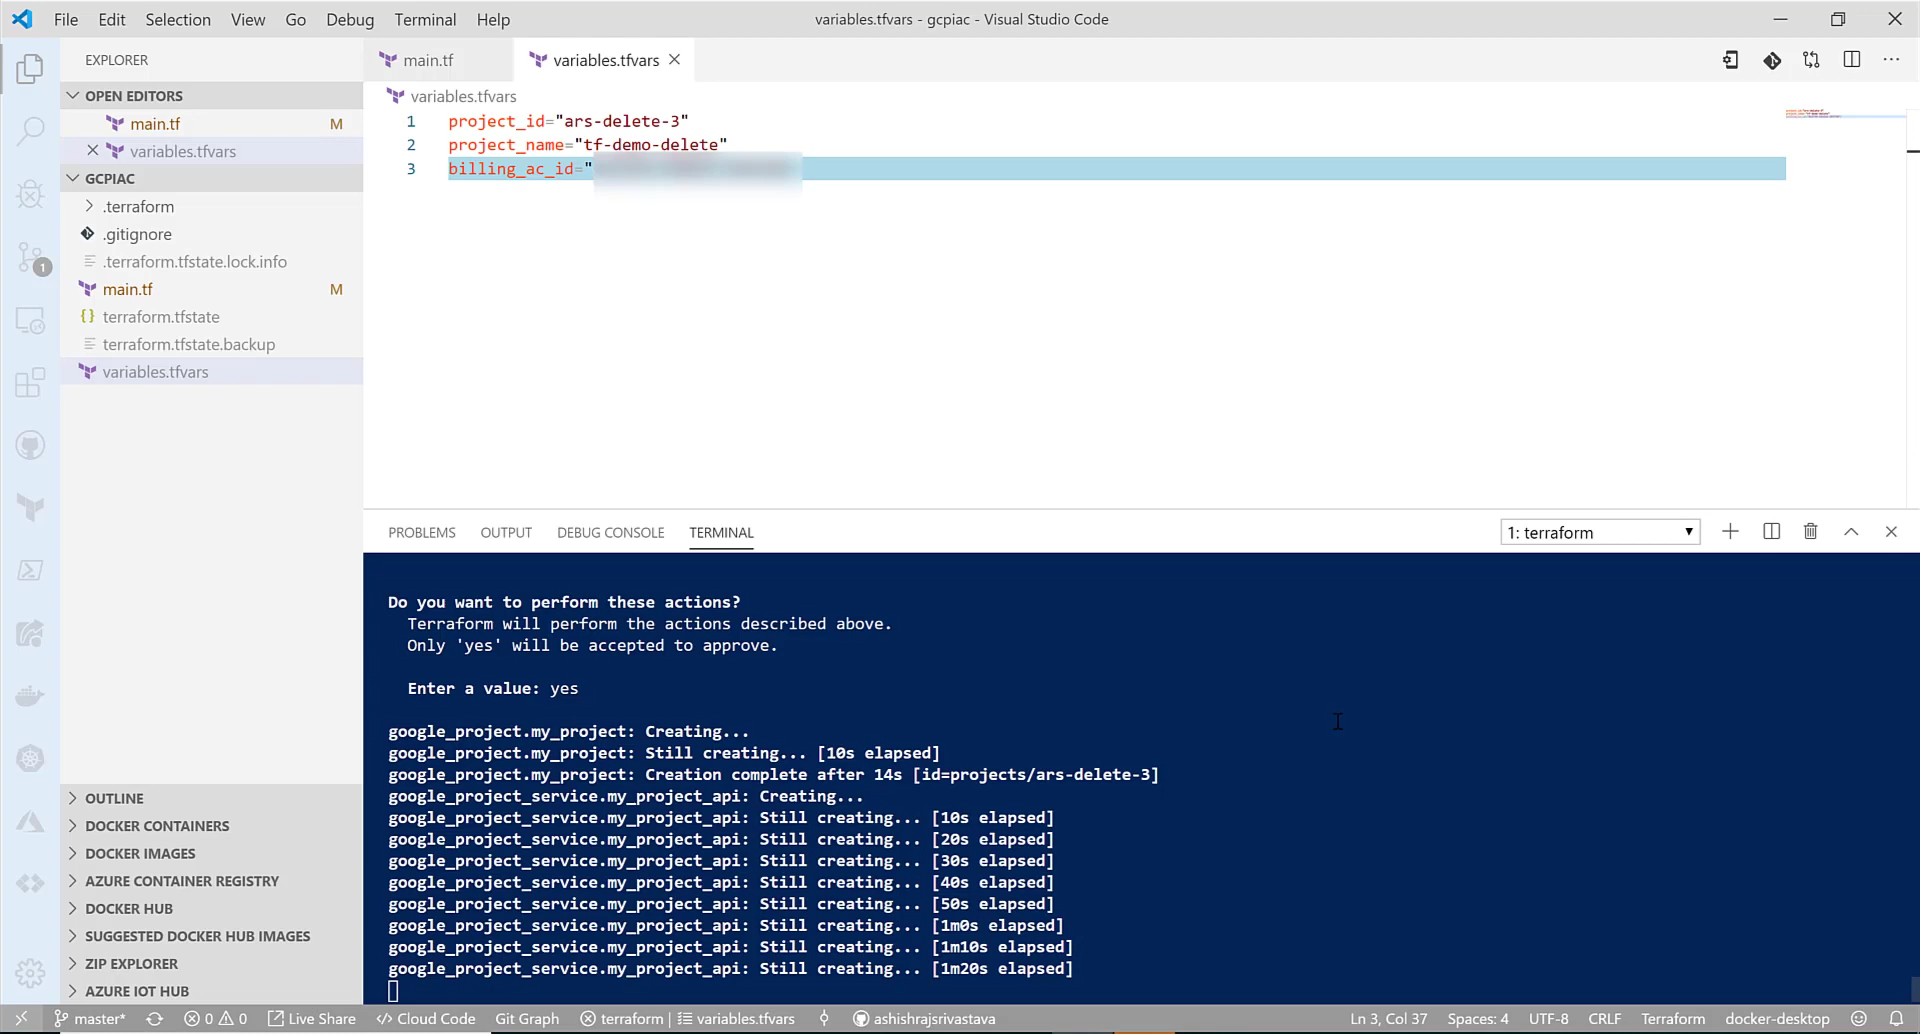 File Edit Selection View Go Debug Terminal Help
variables.tfvars - gcpiac - Visual Studio Code
EXPLORER
OPEN EDITORS
main.tf M
variables.tfvars
GCPIAC
.terraform
.gitignore
.terraform.tfstate.lock.info
1
main.tf M
terraform.tfstate
terraform.tfstate.backup
variables.tfvars
OUTLINE
DOCKER CONTAINERS
DOCKER IMAGES
AZURE CONTAINER REGISTRY
DOCKER HUB
SUGGESTED DOCKER HUB IMAGES
ZIP EXPLORER
AZURE IOT HUB
main.tf
variables.tfvars
variables.tfvars
1 project_id="ars-delete-3"
2 project_name="tf-demo-delete"
3 billing_ac_id="
PROBLEMS OUTPUT DEBUG CONSOLE TERMINAL
1: terraform
Do you want to perform these actions?
Terraform will perform the actions described above.
Only 'yes' will be accepted to approve.
Enter a value: yes
google_project.my_project: Creating...
google_project.my_project: Still creating... [10s elapsed]
google_project.my_project: Creation complete after 14s [id=projects/ars-delete-3]
google_project_service.my_project_api: Creating...
google_project_service.my_project_api: Still creating... [10s elapsed]
google_project_service.my_project_api: Still creating... [20s elapsed]
google_project_service.my_project_api: Still creating... [30s elapsed]
google_project_service.my_project_api: Still creating... [40s elapsed]
google_project_service.my_project_api: Still creating... [50s elapsed]
google_project_service.my_project_api: Still creating... [1m0s elapsed]
google_project_service.my_project_api: Still creating... [1m10s elapsed]
google_project_service.my_project_api: Still creating... [1m20s elapsed]
master* 0 0 Live Share Cloud Code Git Graph terraform | variables.tfvars ashishrajsrivastava Ln 3, Col 37 Spaces: 4 UTF-8 CRLF Terraform docker-desktop